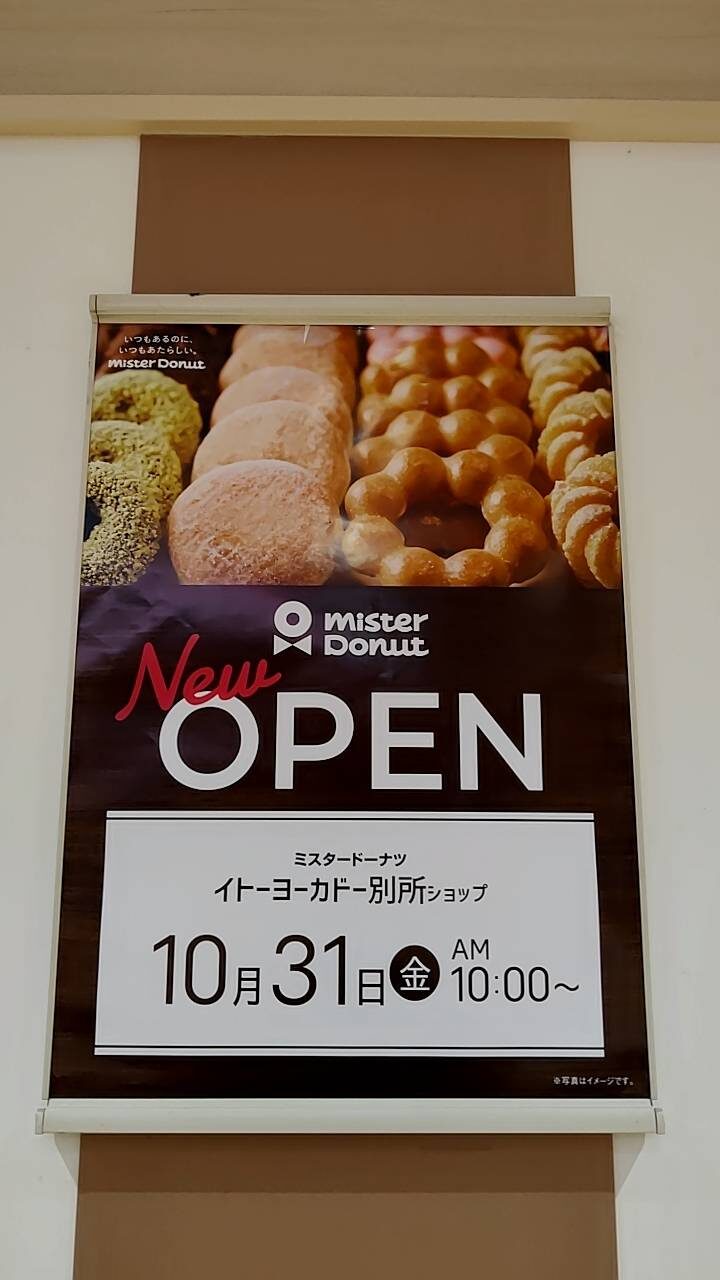 いつもあるのに、
いつもあたらしい。
mister Donut
mister
Donut
New
OPEN
ミスタードーナツ
イトーヨーカドー別所ショップ
10月31日 金 AM 10:00〜
※写真はイメージです。